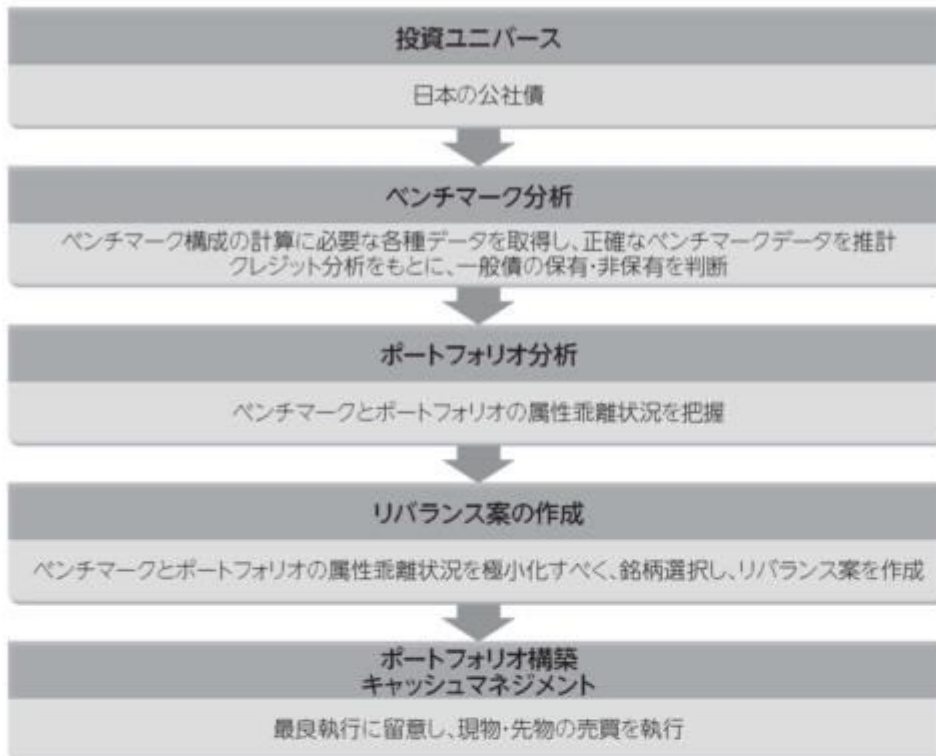 投資ユニバース
日本の公社債
ベンチマーク分析
ベンチマーク構成の計算に必要な各種データを取得し、正確なベンチマークデータを推計
クレジット分析をもとに、一般債の保有・非保有を判断
ポートフォリオ分析
ベンチマークとポートフォリオの属性乖離状況を把握
リバランス案の作成
ベンチマークとポートフォリオの属性乖離状況を極小化すべく、銘柄選択し、リバランス案を作成
ポートフォリオ構築
キャッシュマネジメント
最良執行に留意し、現物・先物の売買を執行